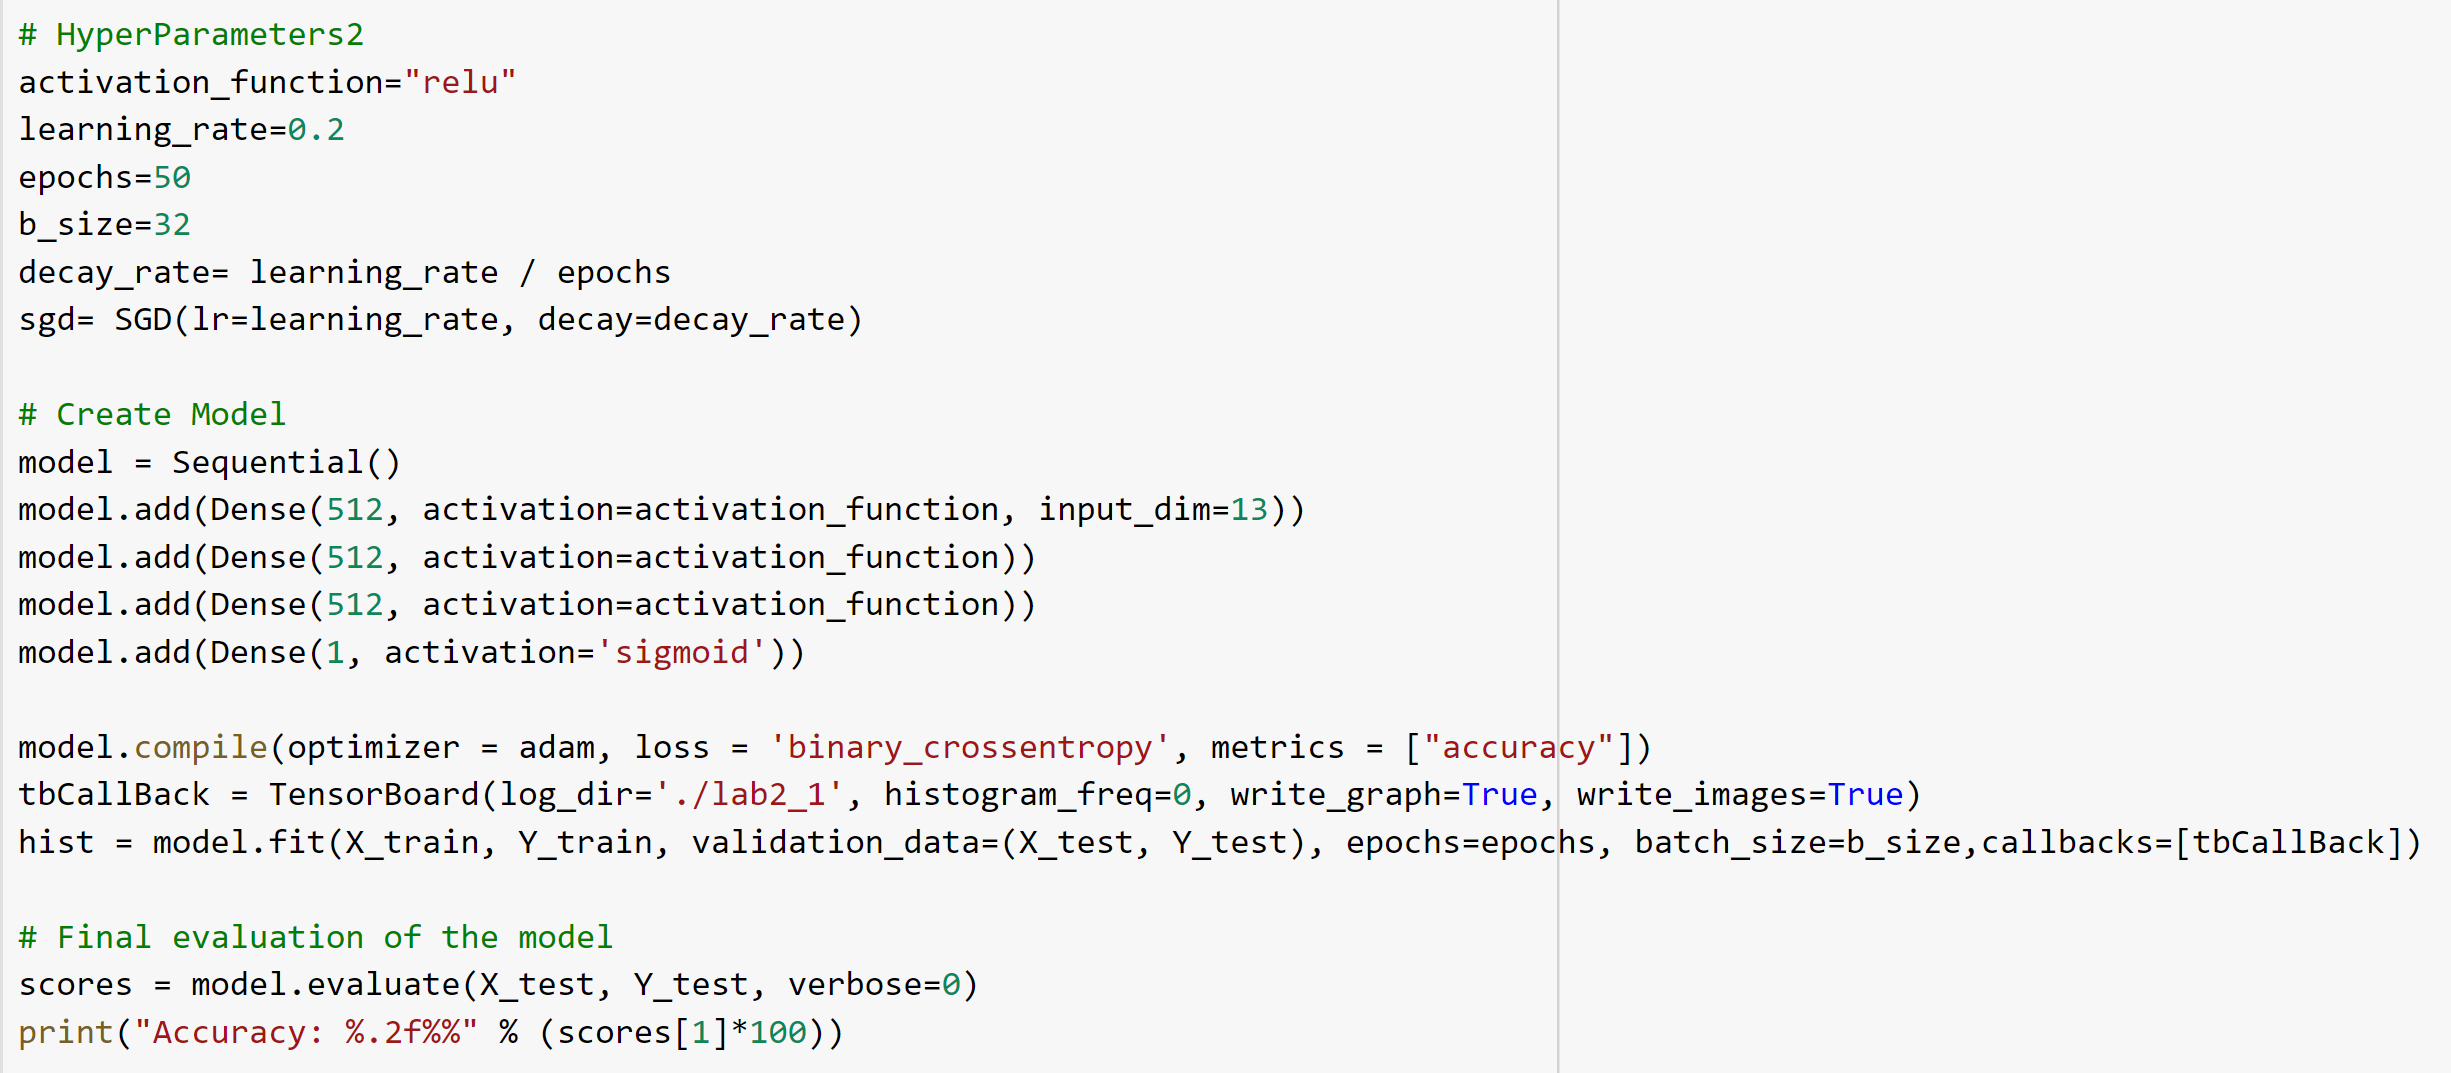 # HyperParameters2
activation_function="relu"
learning_rate=0.2
epochs=50
b_size=32
decay_rate= learning_rate / epochs
sgd= SGD(lr=learning_rate, decay=decay_rate)
# Create Model
model = Sequential()
model.add(Dense(512, activation=activation_function, input_dim=13))
model.add(Dense(512, activation=activation_function))
model.add(Dense(512, activation=activation_function))
model.add(Dense(1, activation='sigmoid'))
model.compile(optimizer = adam, loss = 'binary_crossentropy', metrics = ["accuracy"])
tbCallBack = TensorBoard(log_dir='./lab2_1', histogram_freq=0, write_graph=True, write_images=True)
hist = model.fit(X_train, Y_train, validation_data=(X_test, Y_test), epochs=epochs, batch_size=b_size,callbacks=[tbCallBack])
# Final evaluation of the model
scores = model.evaluate(X_test, Y_test, verbose=0)
print("Accuracy: %.2f%%" % (scores[1]*100))